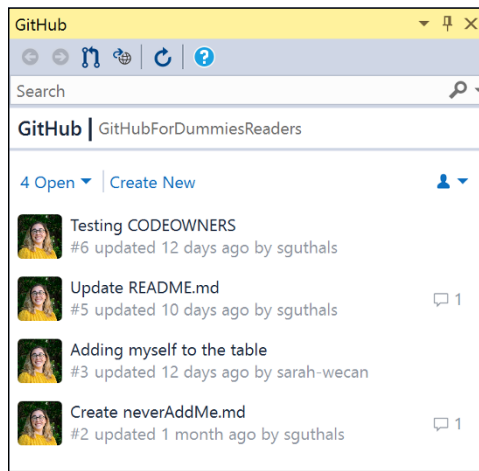 GitHub
Search
GitHub | GitHubForDummiesReaders
4 Open Create New
Testing CODEOWNERS
#6 updated 12 days ago by sguthals
Update README.md
#5 updated 10 days ago by sguthals
1
Adding myself to the table
#3 updated 12 days ago by sarah-wecan
Create neverAddMe.md
#2 updated 1 month ago by sguthals
1